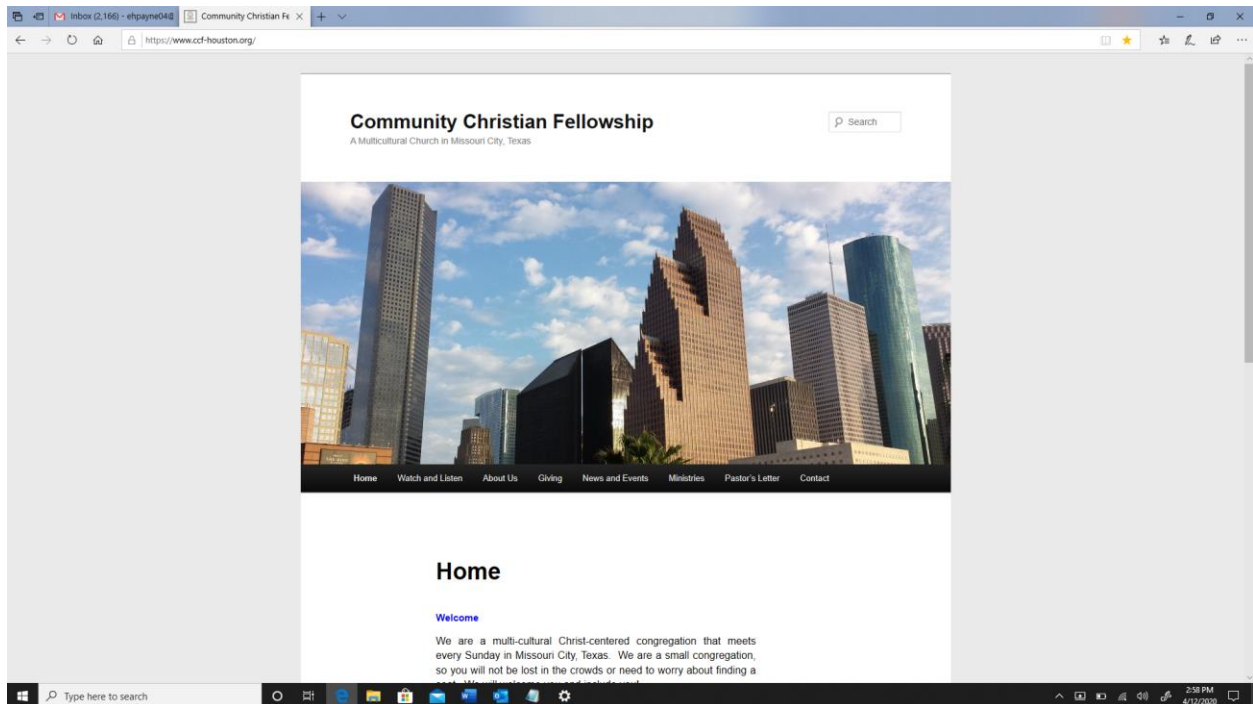 Inbox (2,166) - ehpayne04@
Community Christian Fe
https://www.ccf-houston.org/
Community Christian Fellowship
A Multicultural Church in Missouri City, Texas
Search
Home Watch and Listen About Us Giving News and Events Ministries Pastor's Letter Contact
Home
Welcome
We are a multi-cultural Christ-centered congregation that meets
every Sunday in Missouri City, Texas. We are a small congregation,
so you will not be lost in the crowds or need to worry about finding a
Type here to search
2:58 PM
4/12/2020